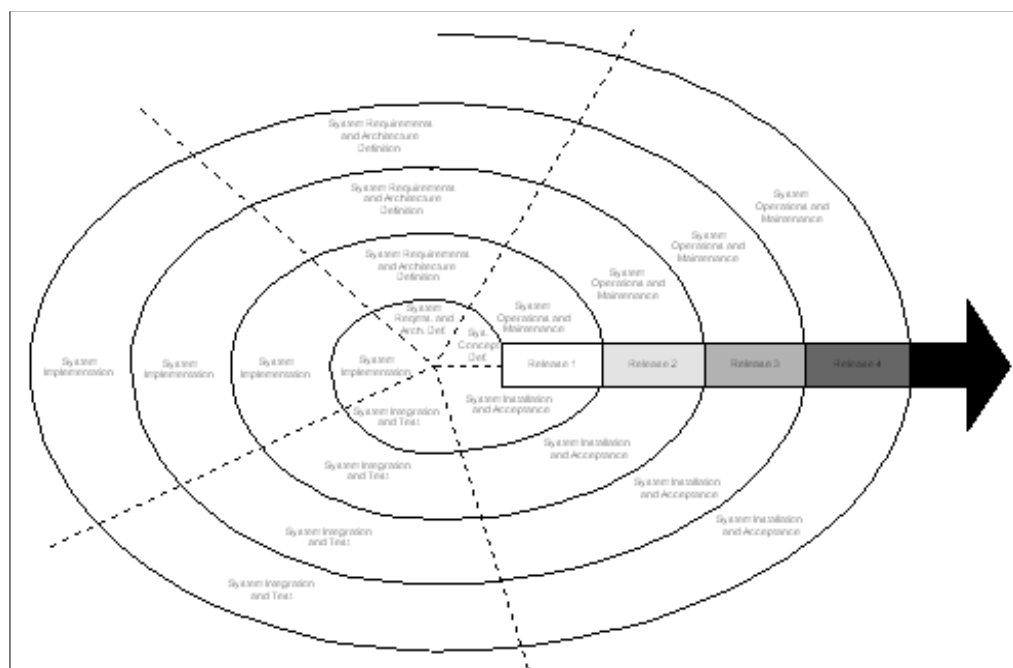 System Requirements
and Architecture
Definition
System Requirements
and Architecture
Definition
System
Operations and
Maintenance
System
Operations and
Maintenance
System Requirements
and Architecture
Definition
System
Operations and
Maintenance
System
Reqms. and
Arch. Def.
System
Operations and
Maintenance
Sys.
Concept
Def.
System
Implementation
System
Implementation
System
Implementation
System
Implementation
Release 1
Release 2
Release 3
Release 4
System Installation
and Acceptance
System Integration
and Test
System Installation
and Acceptance
System Integration
and Test
System Installation
and Acceptance
System Installation
and Acceptance
System Integration
and Test
System Integration
and Test